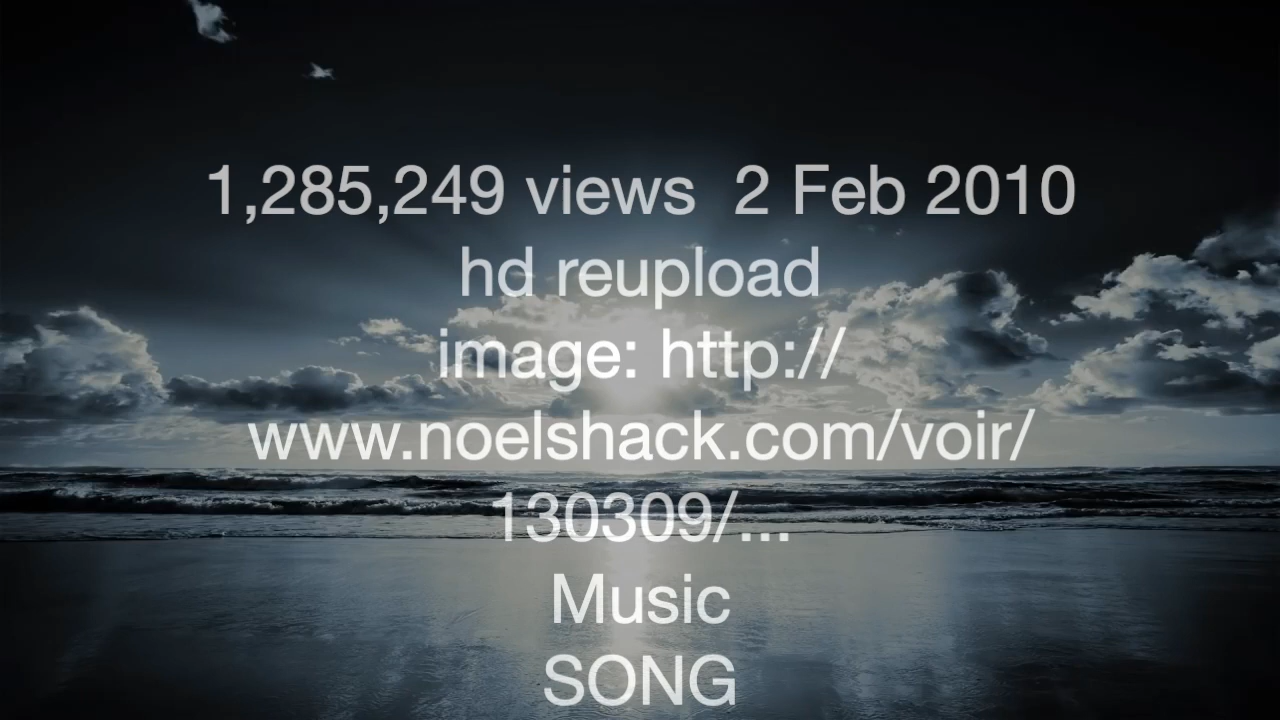 1,285,249 views  2 Feb 2010
hd reupload
image: http://
www.noelshack.com/voir/
130309/...
Music
SONG